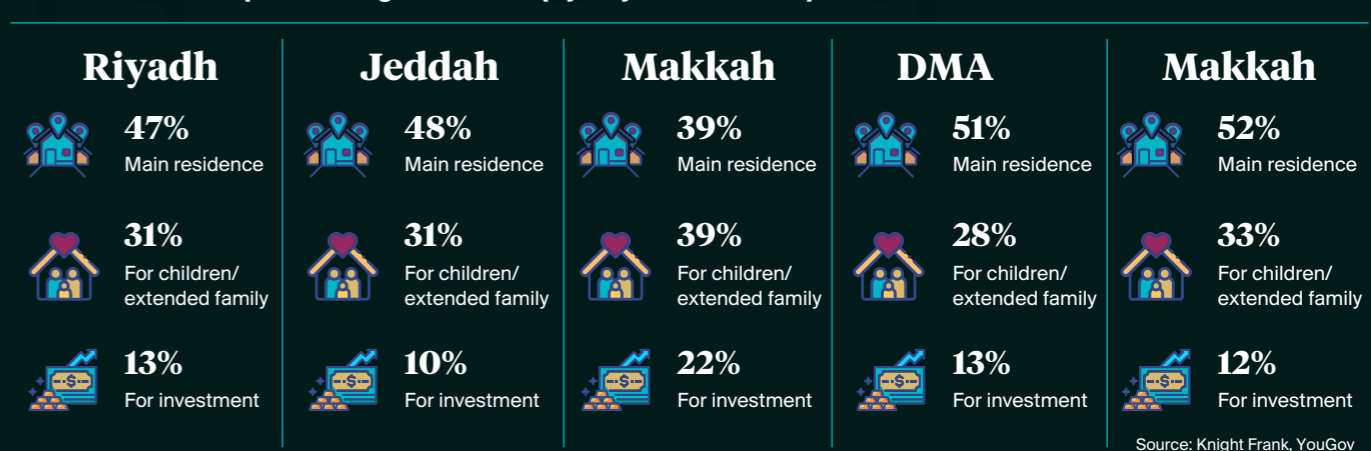 Riyadh
47%
Main residence
31%
For children/
extended family
13%
For investment
Jeddah
48%
Main residence
31%
For children/
extended family
10%
For investment
Makkah
39%
Main residence
39%
For children/
extended family
22%
For investment
DMA
51%
Main residence
28%
For children/
extended family
13%
For investment
Makkah
52%
Main residence
33%
For children/
extended family
12%
For investment
Source: Knight Frank, YouGov